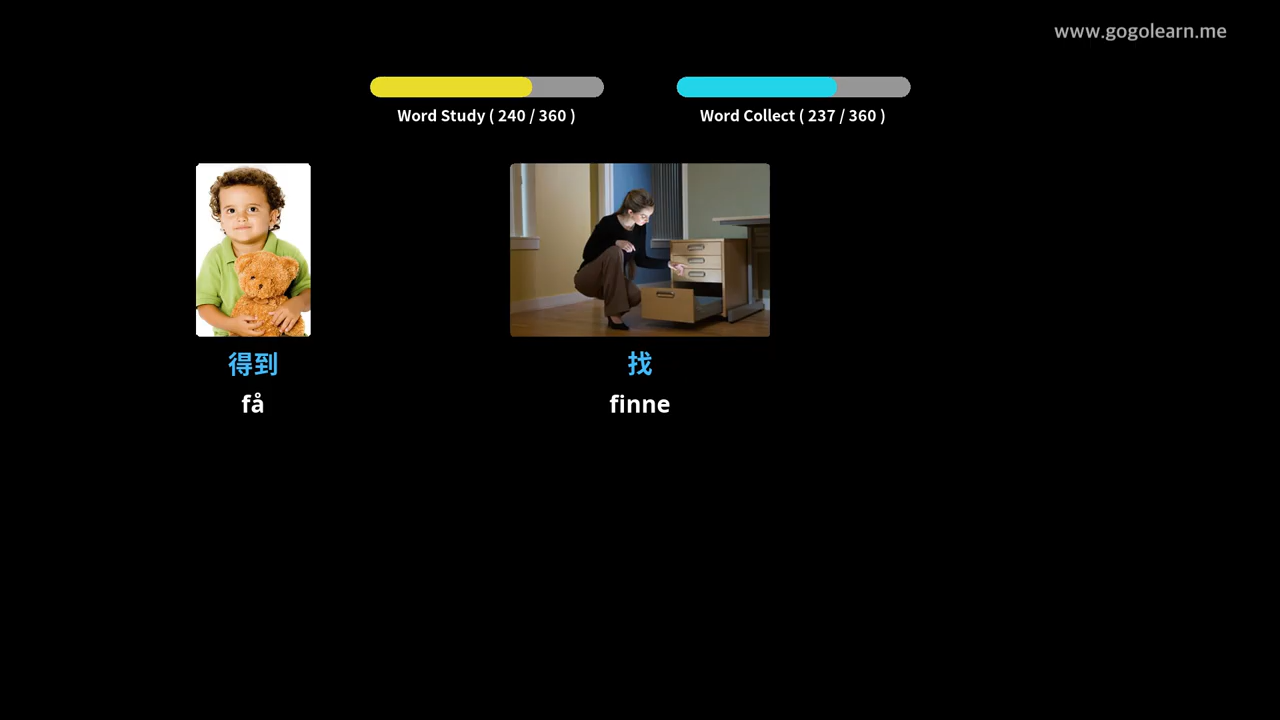 www.gogolearn.me
Word Study ( 240 / 360 )
Word Collect ( 237 / 360 )
得到
找
få
finne